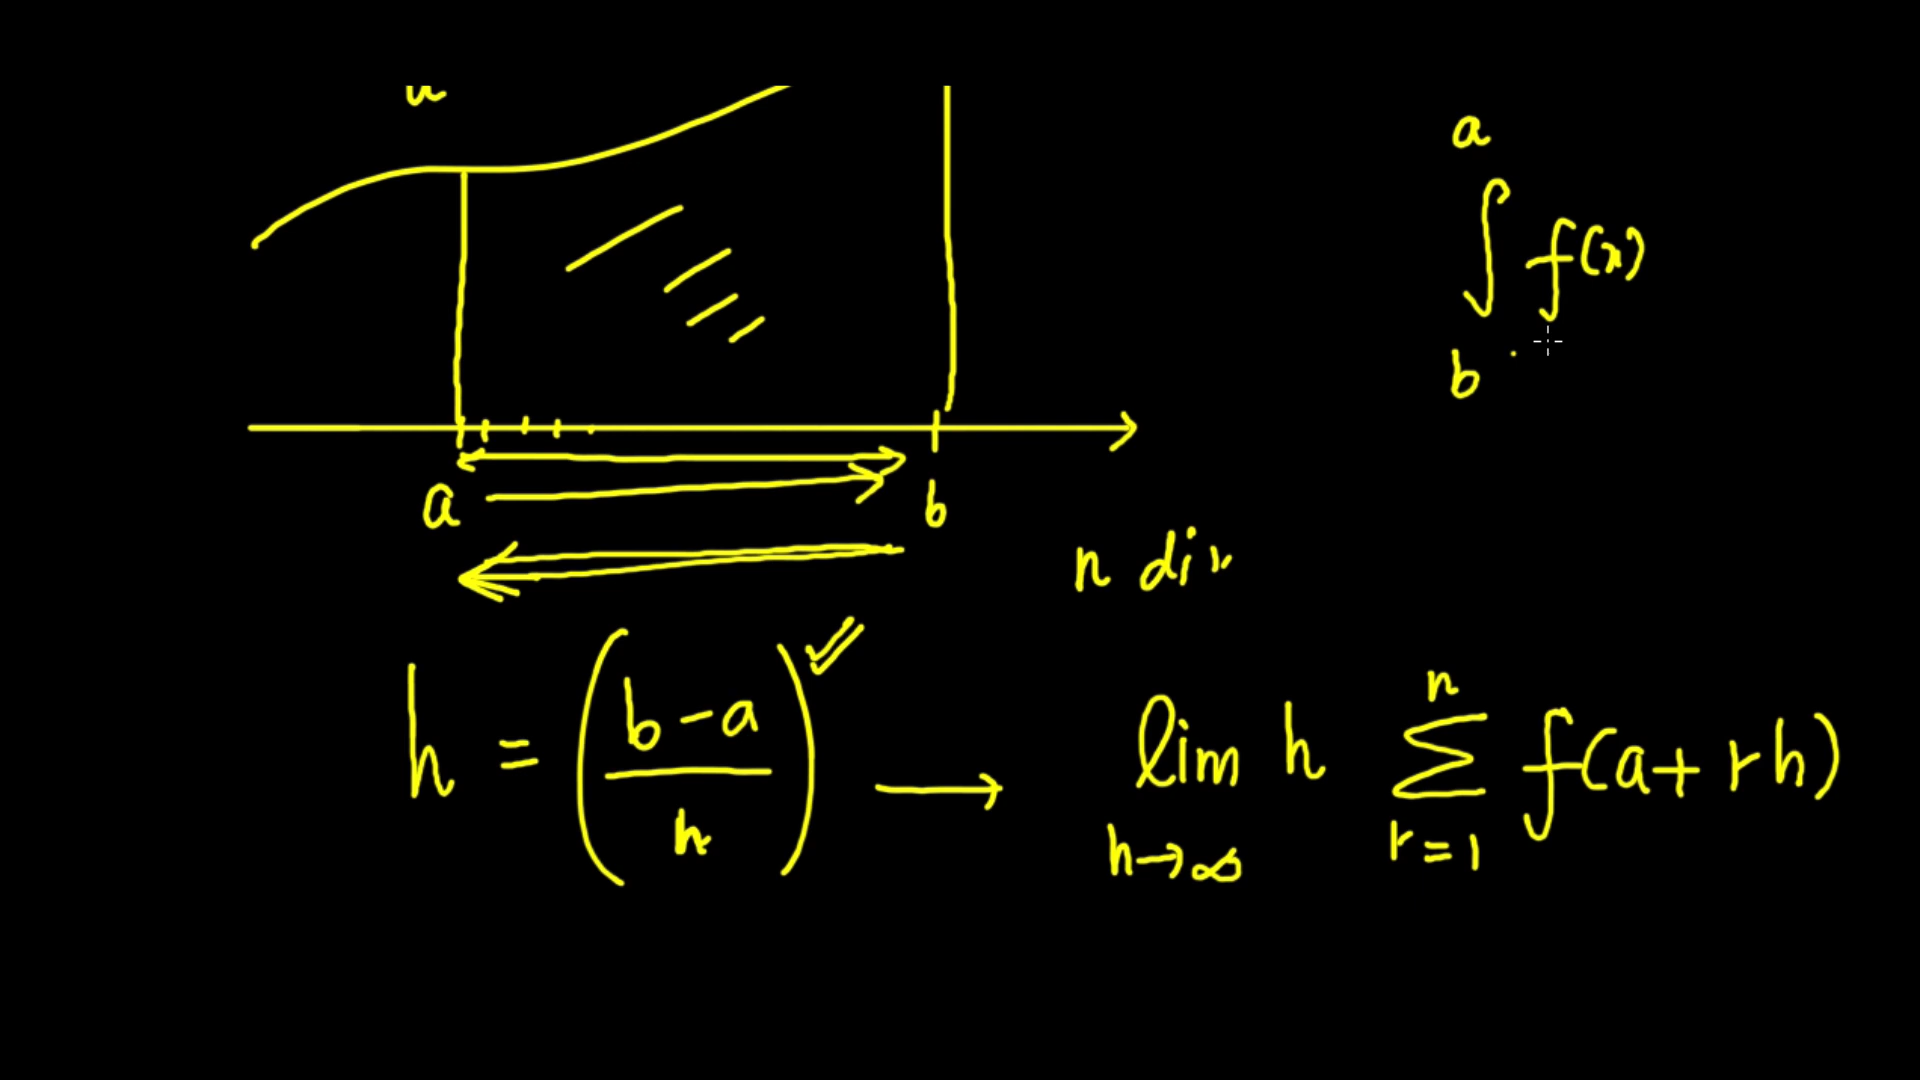 a
∫ f(x)
b
a b
n div
h = (b-a / n) → lim h→∞ h ∑ r=1 n f(a+rh)